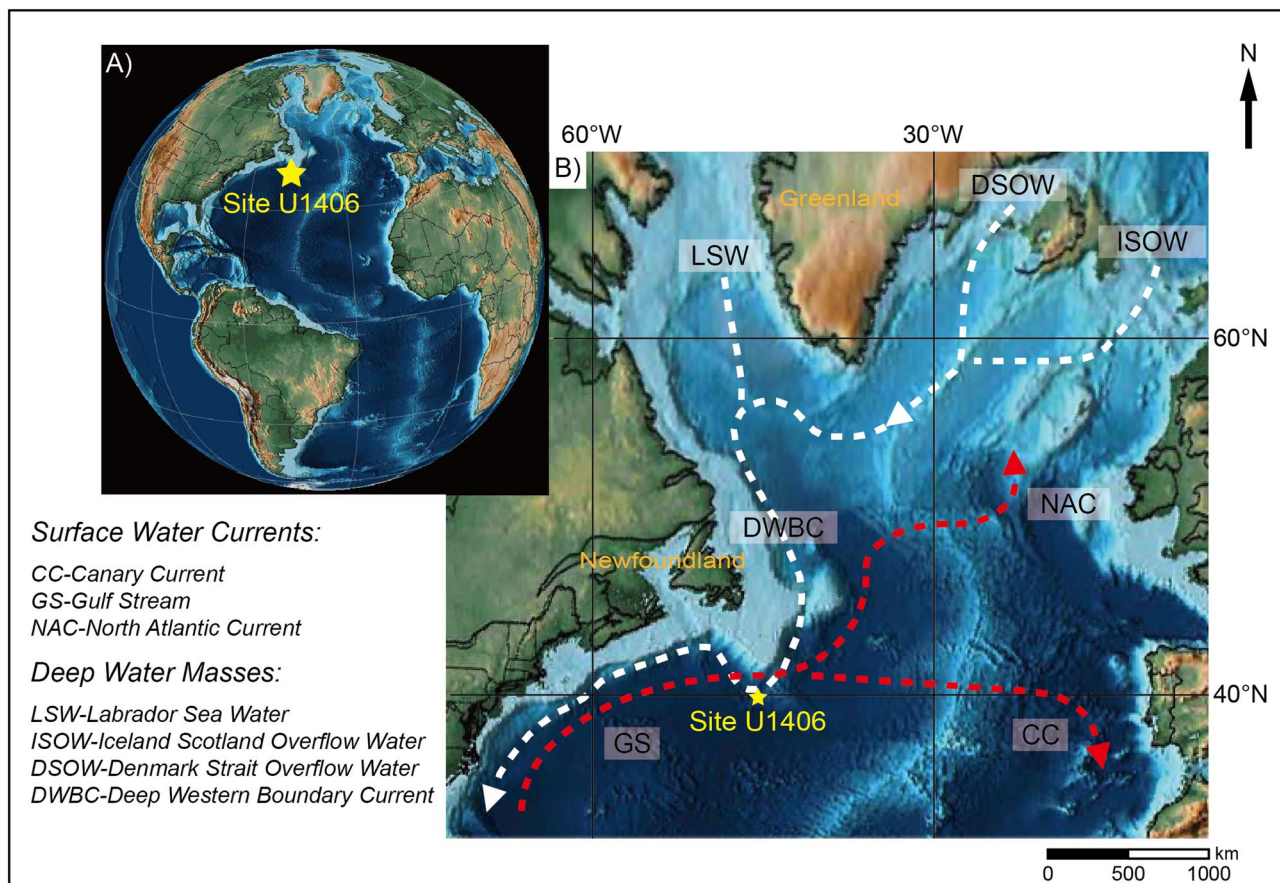 A)
Site U1406
N
60°W
30°W
B)
Greenland
DSOW
LSW
ISOW
60°N
NAC
DWBC
Newfoundland
40°N
Site U1406
GS
CC
Surface Water Currents:
CC-Canary Current
GS-Gulf Stream
NAC-North Atlantic Current
Deep Water Masses:
LSW-Labrador Sea Water
ISOW-Iceland Scotland Overflow Water
DSOW-Denmark Strait Overflow Water
DWBC-Deep Western Boundary Current
km
0 500 1000